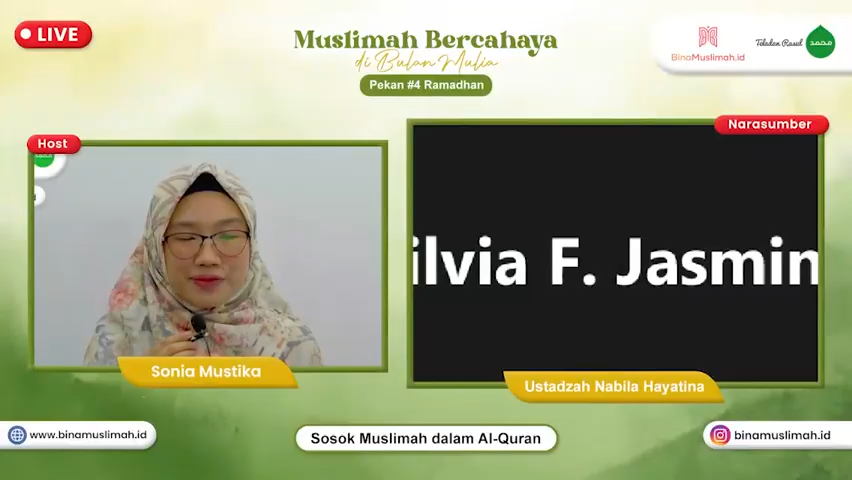 LIVE
Muslimah Bercahaya
di Bulan Mulia
Pekan #4 Ramadhan
BinaMuslimah.id
Teladan Rasul
محمد
Host
Narasumber
ilvia F. Jasmin
Sonia Mustika
Ustadzah Nabila Hayatina
www.binamuslimah.id
Sosok Muslimah dalam Al-Quran
binamuslimah.id